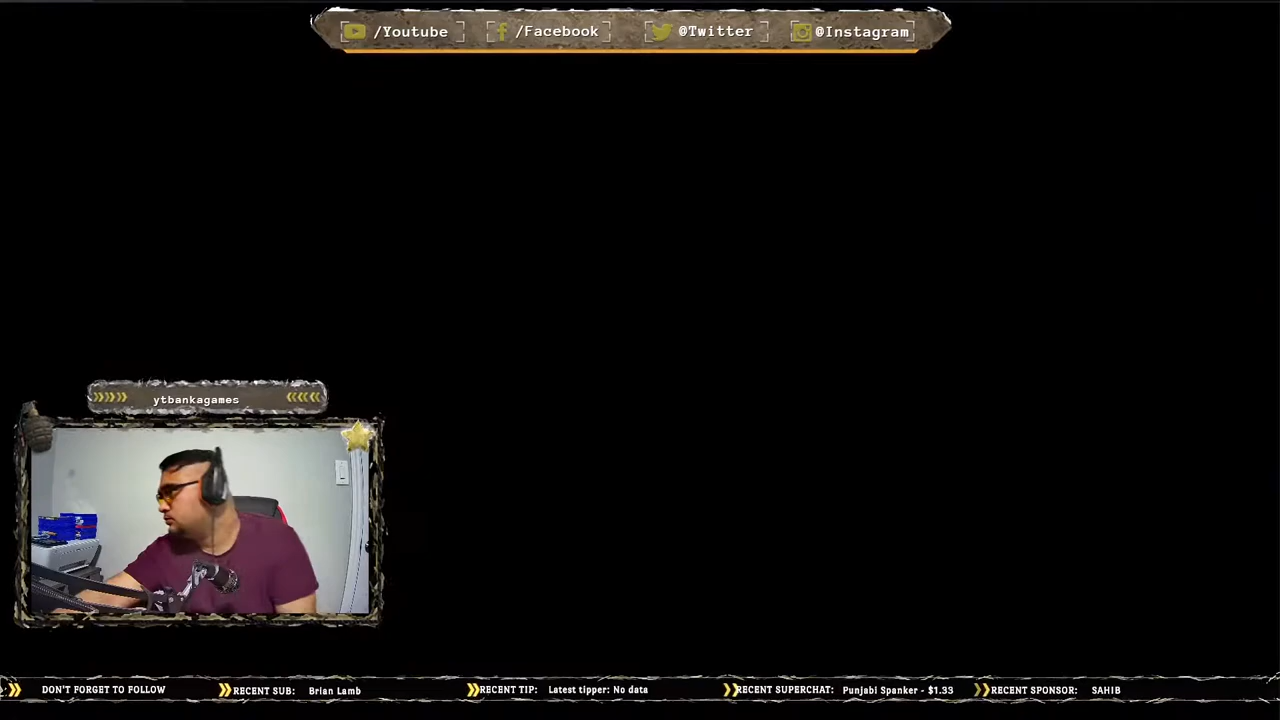 /Youtube /Facebook @Twitter @Instagram
ytbankagames
DON'T FORGET TO FOLLOW RECENT SUB: Brian Lamb RECENT TIP: Latest tipper: No data RECENT SUPERCHAT: Punjabi Spanker - $1.33 RECENT SPONSOR: SAHIB